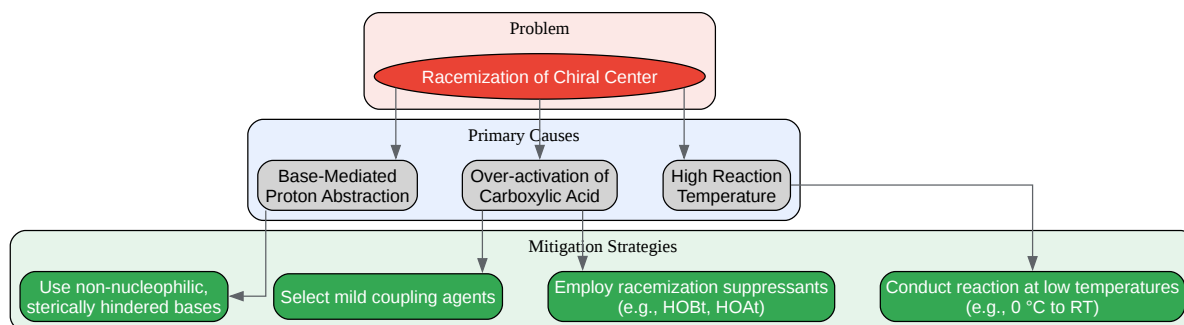 Problem
Racemization of Chiral Center
Primary Causes
Base-Mediated
Proton Abstraction
Over-activation of
Carboxylic Acid
High Reaction
Temperature
Mitigation Strategies
Use non-nucleophilic,
sterically hindered bases
Select mild coupling agents
Employ racemization suppressants
(e.g., HOBt, HOAt)
Conduct reaction at low temperatures
(e.g., 0 °C to RT)